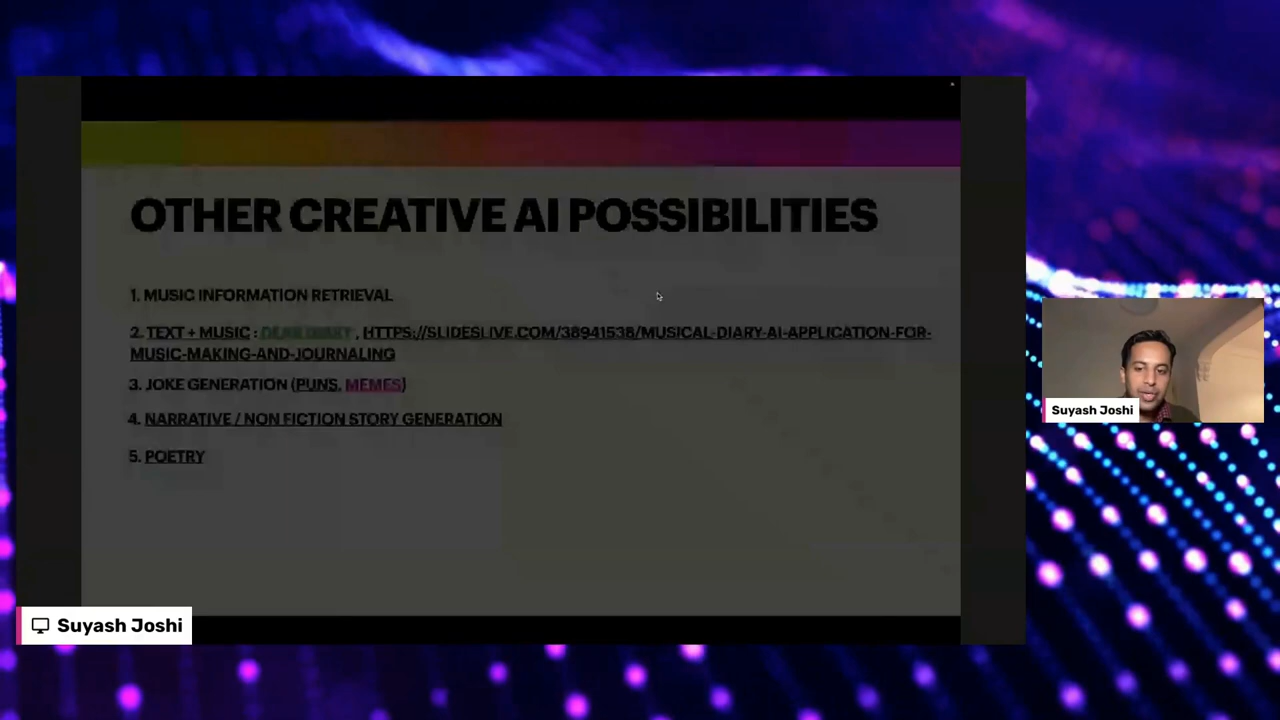 OTHER CREATIVE AI POSSIBILITIES
1. MUSIC INFORMATION RETRIEVAL
2. TEXT + MUSIC : DEAR DIARY , HTTPS://SLIDESLIVE.COM/38941538/MUSICAL-DIARY-AI-APPLICATION-FOR-
MUSIC-MAKING-AND-JOURNALING
3. JOKE GENERATION (PUNS, MEMES)
4. NARRATIVE / NON FICTION STORY GENERATION
5. POETRY
Suyash Joshi
Suyash Joshi